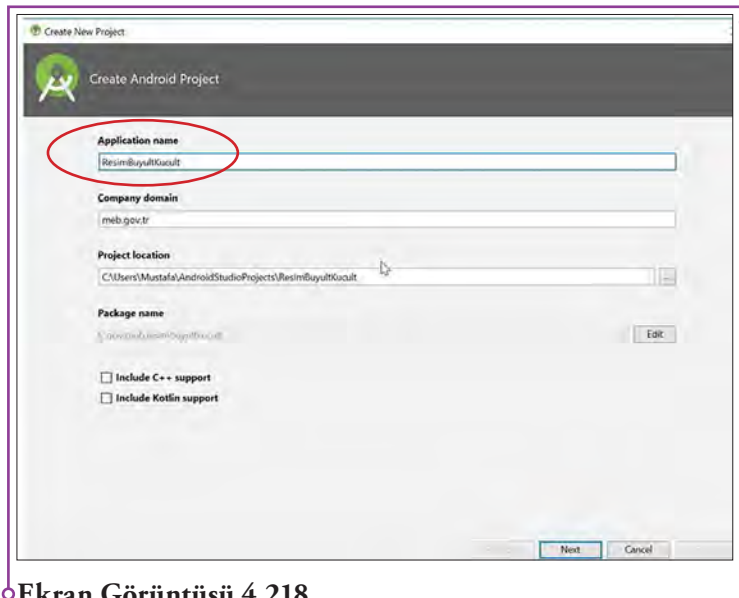 Create New Project
Create Android Project
Application name
ResimBuyultKucult
Company domain
meb.gov.tr
Project location
C:\Users\Mustafa\AndroidStudioProjects\ResimBuyultKucult
...
Package name
Edit
Include C++ support
Include Kotlin support
Next
Cancel
Ekran Görüntüsü 4.218